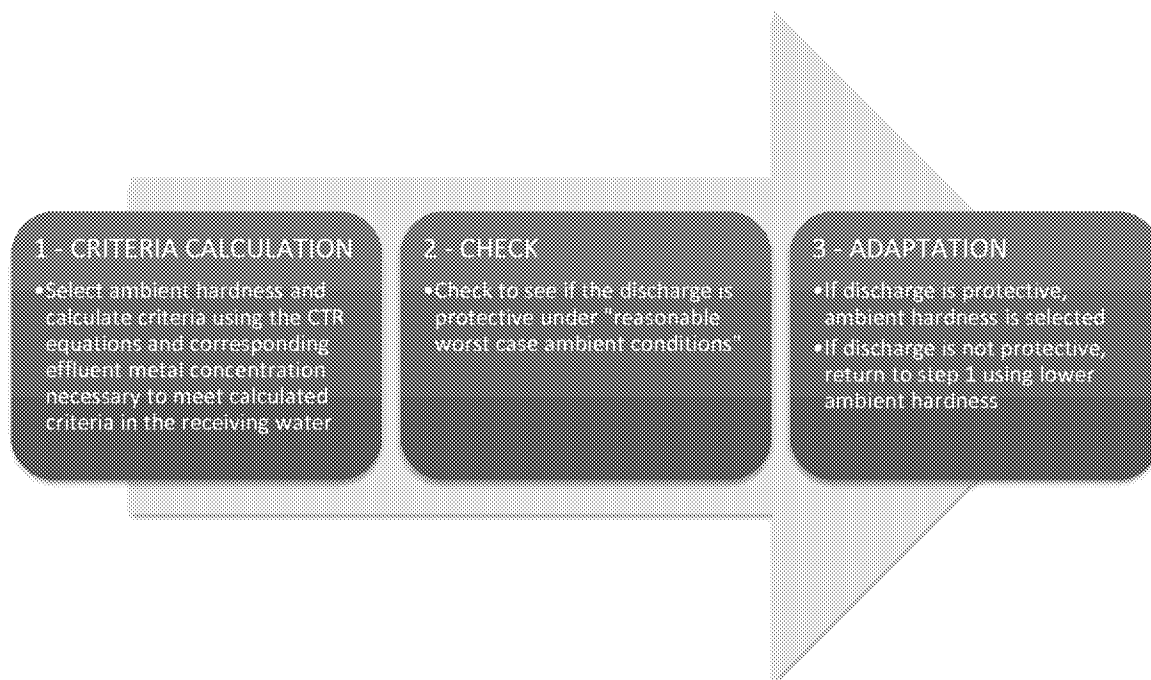 1 - CRITERIA CALCULATION
•Select ambient hardness and
calculate criteria using the CTR
equations and corresponding
effluent metal concentration
necessary to meet calculated
criteria in the receiving water
2 - CHECK
•Check to see if the discharge is
protective under "reasonable
worst case ambient conditions"
3 - ADAPTATION
•If discharge is protective,
ambient hardness is selected
•If discharge is not protective,
return to step 1 using lower
ambient hardness